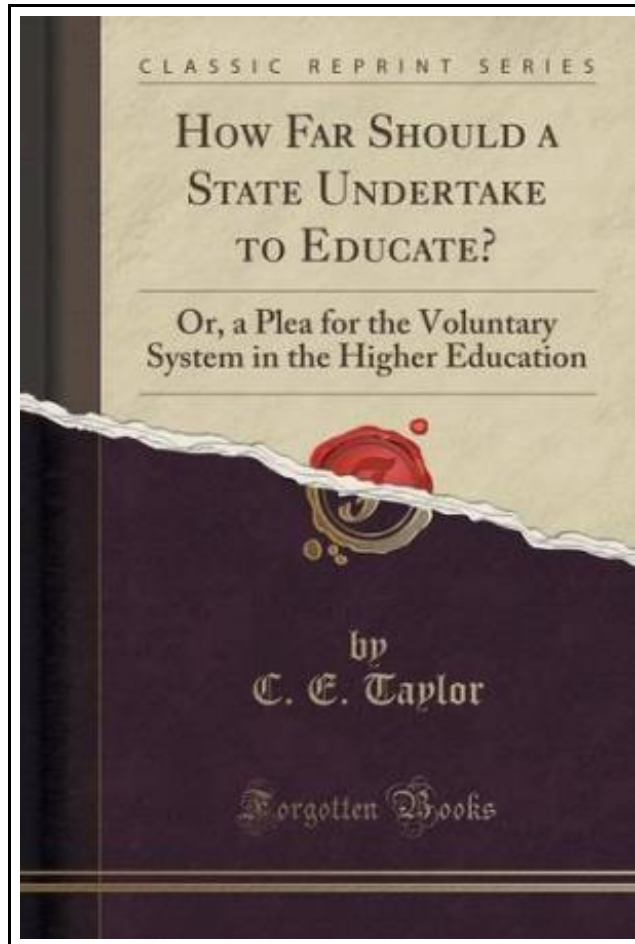 CLASSIC REPRINT SERIES
HOW FAR SHOULD A
STATE UNDERTAKE
TO EDUCATE?
Or, a Plea for the Voluntary
System in the Higher Education
by
C. E. Taylor
Forgotten Books